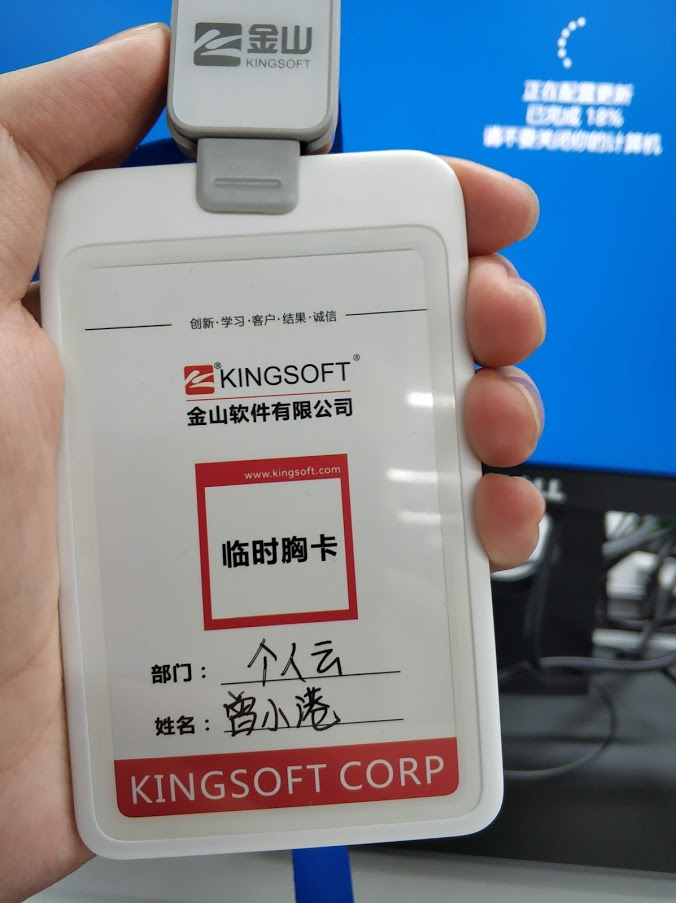 金山
KINGSOFT
正在配置更新
已完成 18%
请不要关闭你的计算机
创新·学习·客户·结果·诚信
®KINGSOFT®
金山软件有限公司
www.kingsoft.com
临时胸卡
部门：个人云
姓名：曾小港
KINGSOFT CORP
DELL